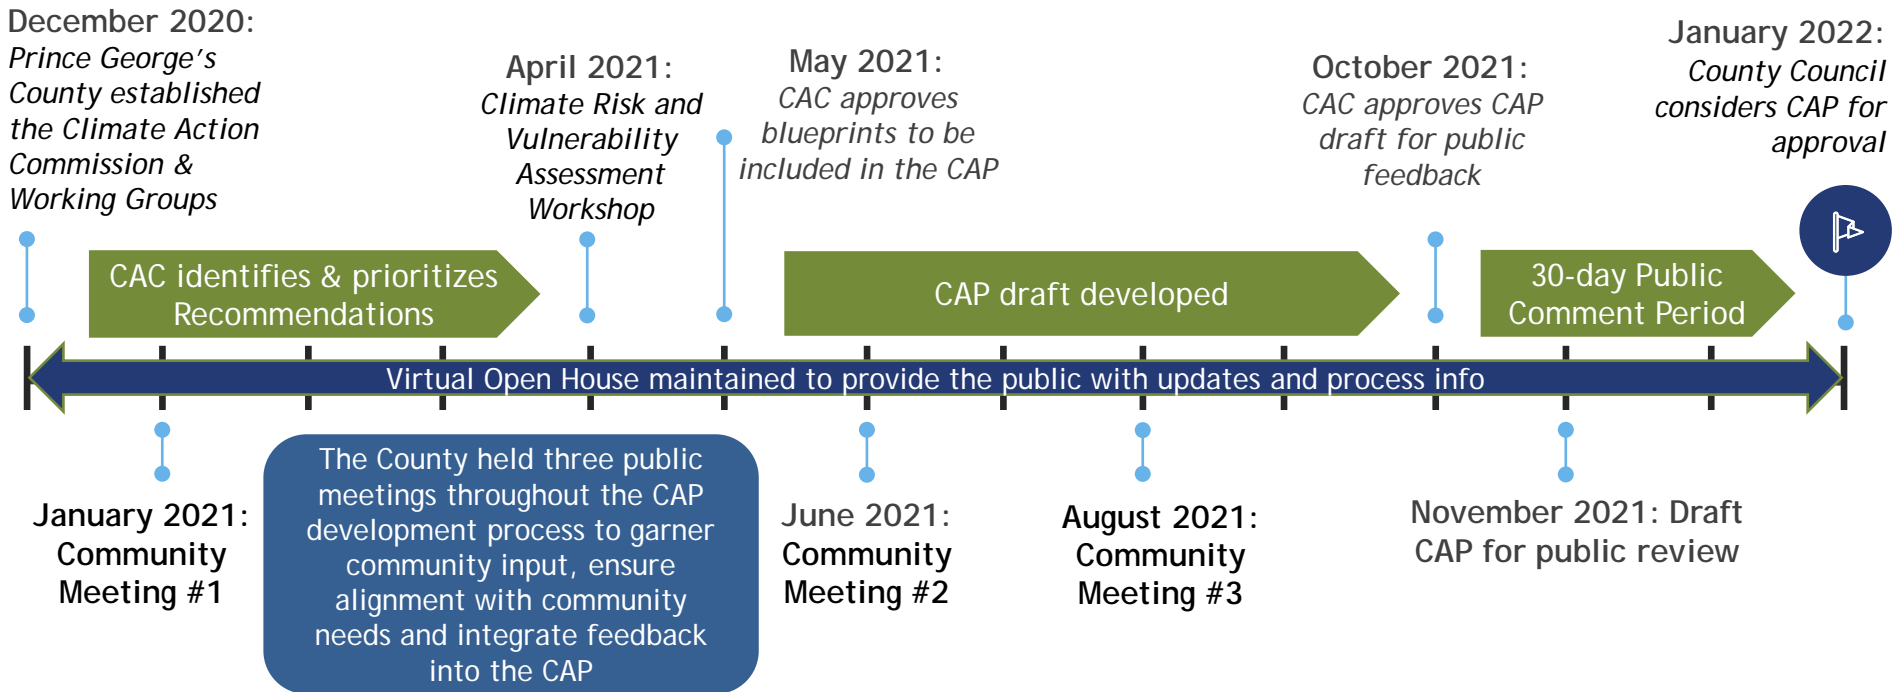 December 2020:
Prince George's
County established
the Climate Action
Commission &
Working Groups
April 2021:
Climate Risk and
Vulnerability
Assessment
Workshop
May 2021:
CAC approves
blueprints to be
included in the CAP
October 2021:
CAC approves CAP
draft for public
feedback
January 2022:
County Council
considers CAP for
approval
CAC identifies & prioritizes
Recommendations
CAP draft developed
30-day Public
Comment Period
Virtual Open House maintained to provide the public with updates and process info
January 2021:
Community
Meeting #1
The County held three public
meetings throughout the CAP
development process to garner
community input, ensure
alignment with community
needs and integrate feedback
into the CAP
June 2021:
Community
Meeting #2
August 2021:
Community
Meeting #3
November 2021: Draft
CAP for public review